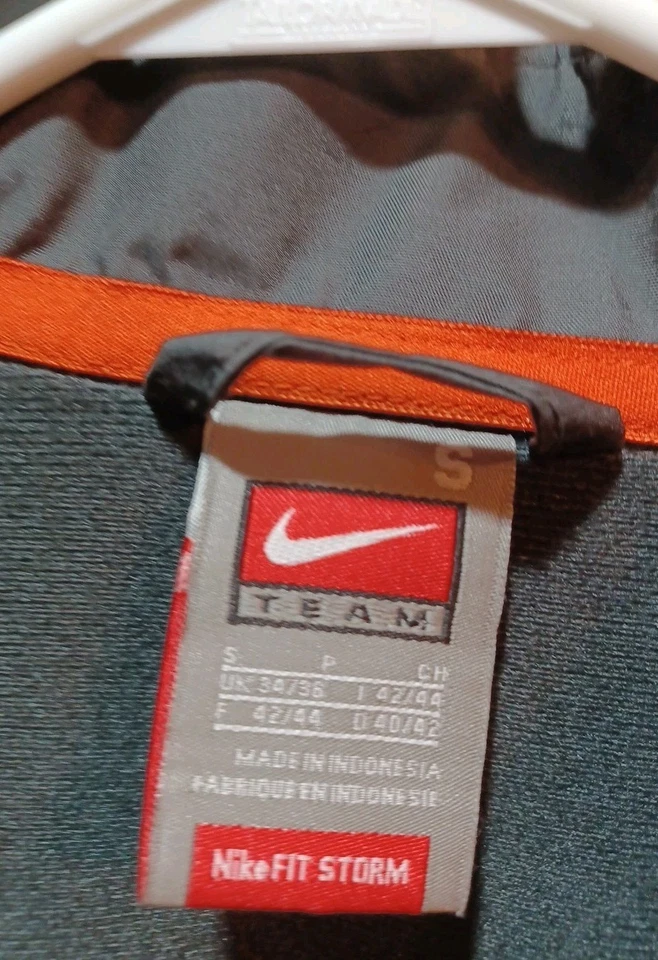 S
TEAM
S P CH
UK 34/36 I 42/44
F 42/44 D 40/42
MADE IN INDONESIA
FABRIQUE EN INDONESIE
NikeFIT STORM